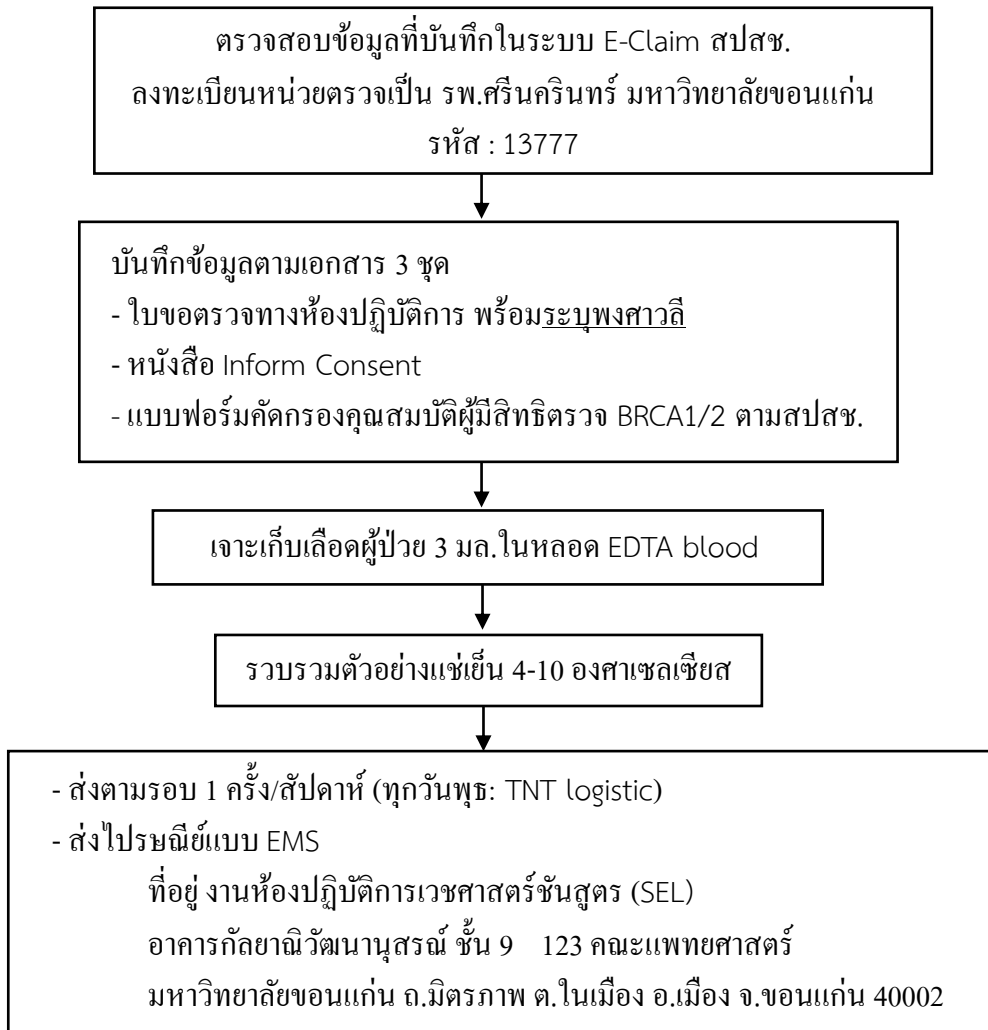 ตรวจสอบข้อมูลที่บันทึกในระบบ E-Claim สปสช.
ลงทะเบียนหน่วยตรวจเป็น รพ.ศรีนครินทร์ มหาวิทยาลัยขอนแก่น
รหัส : 13777
บันทึกข้อมูลตามเอกสาร 3 ชุด
- ใบขอตรวจทางห้องปฏิบัติการ พร้อมระบุพงศาวลี
- หนังสือ Inform Consent
- แบบฟอร์มคัดกรองคุณสมบัติผู้มีสิทธิตรวจ BRCA1/2 ตามสปสช.
เจาะเก็บเลือดผู้ป่วย 3 มล.ในหลอด EDTA blood
รวบรวมตัวอย่างแช่เย็น 4-10 องศาเซลเซียส
- ส่งตามรอบ 1 ครั้ง/สัปดาห์ (ทุกวันพุธ: TNT logistic)
- ส่งไปรษณีย์แบบ EMS
ที่อยู่ งานห้องปฏิบัติการเวชศาสตร์ชันสูตร (SEL)
อาคารกัลยาณิวัฒนานุสรณ์ ชั้น 9 123 คณะแพทยศาสตร์
มหาวิทยาลัยขอนแก่น ถ.มิตรภาพ ต.ในเมือง อ.เมือง จ.ขอนแก่น 40002